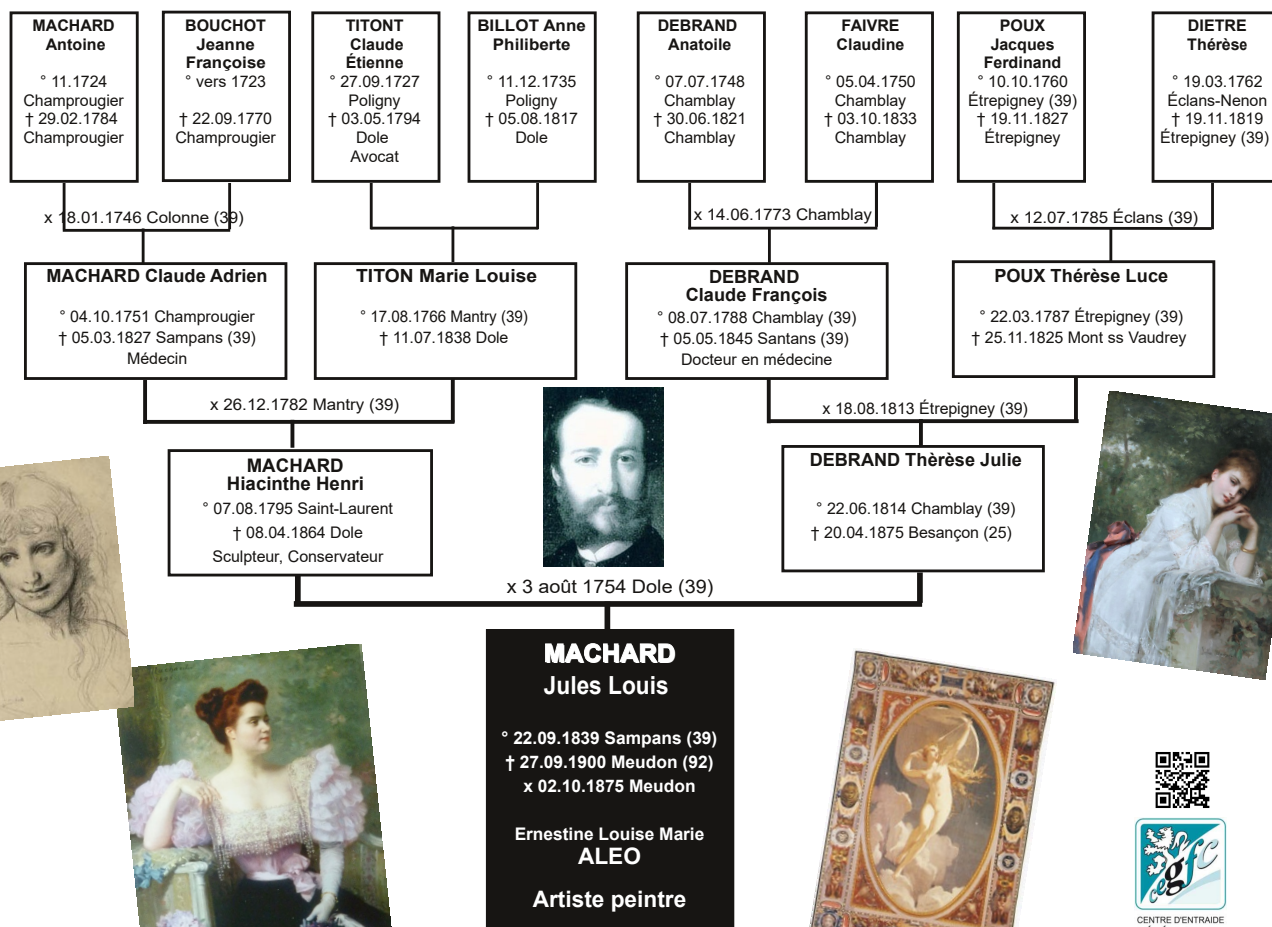 MACHARD
Antoine
° 11.1724
Champrougier
† 29.02.1784
Champrougier
BOUCHOT
Jeanne
Françoise
° vers 1723
† 22.09.1770
Champrougier
TITONT
Claude
Étienne
° 27.09.1727
Poligny
† 03.05.1794
Dole
Avocat
BILLOT Anne
Philiberte
° 11.12.1735
Poligny
† 05.08.1817
Dole
DEBRAND
Anatoile
° 07.07.1748
Chamblay
† 30.06.1821
Chamblay
FAIVRE
Claudine
° 05.04.1750
Chamblay
† 03.10.1833
Chamblay
POUX
Jacques
Ferdinand
° 10.10.1760
Étrepigney (39)
† 19.11.1827
Étrepigney
DIETRE
Thérèse
° 19.03.1762
Éclans-Nenon
† 19.11.1819
Étrepigney (39)
x 18.01.1746 Colonne (39)
x 14.06.1773 Chamblay
x 12.07.1785 Éclans (39)
MACHARD Claude Adrien
° 04.10.1751 Champrougier
† 05.03.1827 Sampans (39)
Médecin
TITON Marie Louise
° 17.08.1766 Mantry (39)
† 11.07.1838 Dole
DEBRAND
Claude François
° 08.07.1788 Chamblay (39)
† 05.05.1845 Santans (39)
Docteur en médecine
POUX Thérèse Luce
° 22.03.1787 Étrepigney (39)
† 25.11.1825 Mont ss Vaudrey
x 26.12.1782 Mantry (39)
x 18.08.1813 Étrepigney (39)
MACHARD
Hiacinthe Henri
° 07.08.1795 Saint-Laurent
† 08.04.1864 Dole
Sculpteur, Conservateur
DEBRAND Thèrèse Julie
° 22.06.1814 Chamblay (39)
† 20.04.1875 Besançon (25)
x 3 août 1754 Dole (39)
MACHARD
Jules Louis
° 22.09.1839 Sampans (39)
† 27.09.1900 Meudon (92)
x 02.10.1875 Meudon
Ernestine Louise Marie
ALEO
Artiste peintre
cegfc
CENTRE D'ENTRAIDE